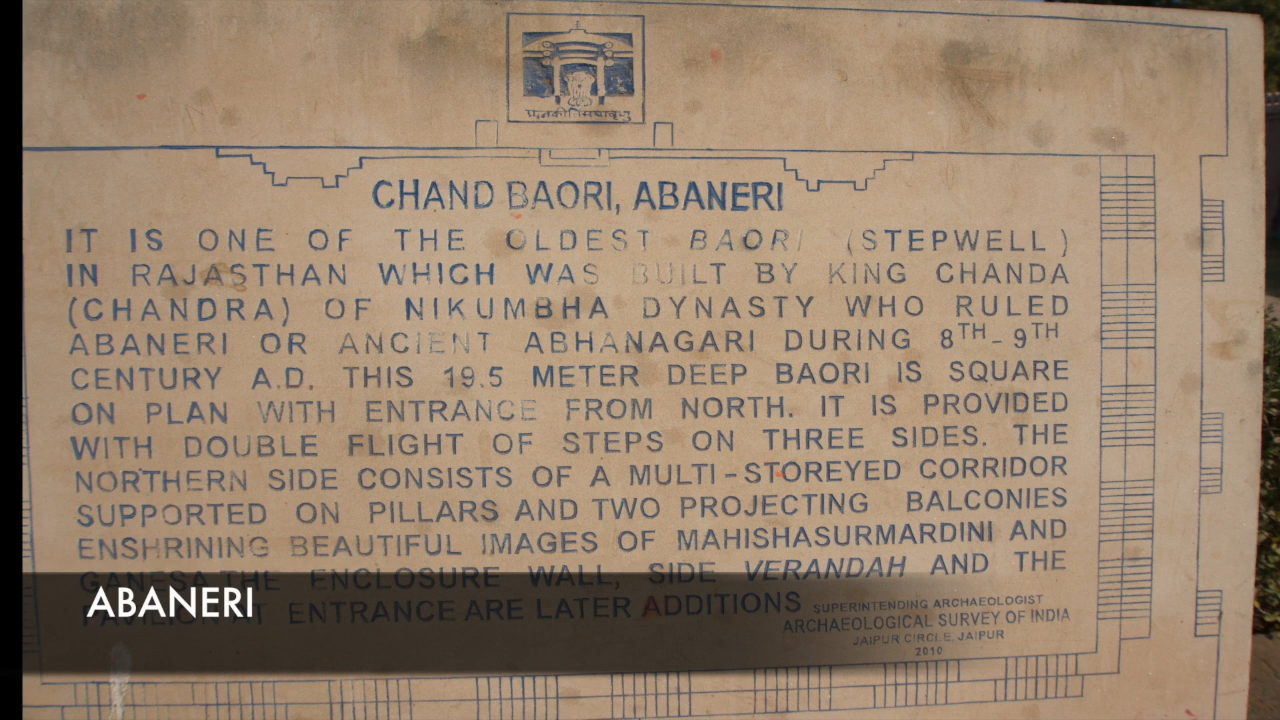 CHAND BAORI, ABANERI
IT IS ONE OF THE OLDEST BAORI (STEPWELL)
IN RAJASTHAN WHICH WAS BUILT BY KING CHANDA
(CHANDRA) OF NIKUMBHA DYNASTY WHO RULED
ABANERI OR ANCIENT ABHANAGARI DURING 8TH-9TH
CENTURY A.D. THIS 19.5 METER DEEP BAORI IS SQUARE
ON PLAN WITH ENTRANCE FROM NORTH. IT IS PROVIDED
WITH DOUBLE FLIGHT OF STEPS ON THREE SIDES. THE
NORTHERN SIDE CONSISTS OF A MULTI-STOREYED CORRIDOR
SUPPORTED ON PILLARS AND TWO PROJECTING BALCONIES
ENSHRINING BEAUTIFUL IMAGES OF MAHISHASURMARDINI AND
GANESA.THE ENCLOSURE WALL, SIDE VERANDAH AND THE
PAVILION AT ENTRANCE ARE LATER ADDITIONS
SUPERINTENDING ARCHAEOLOGIST
ARCHAEOLOGICAL SURVEY OF INDIA
JAIPUR CIRCLE, JAIPUR
2010
ABANERI